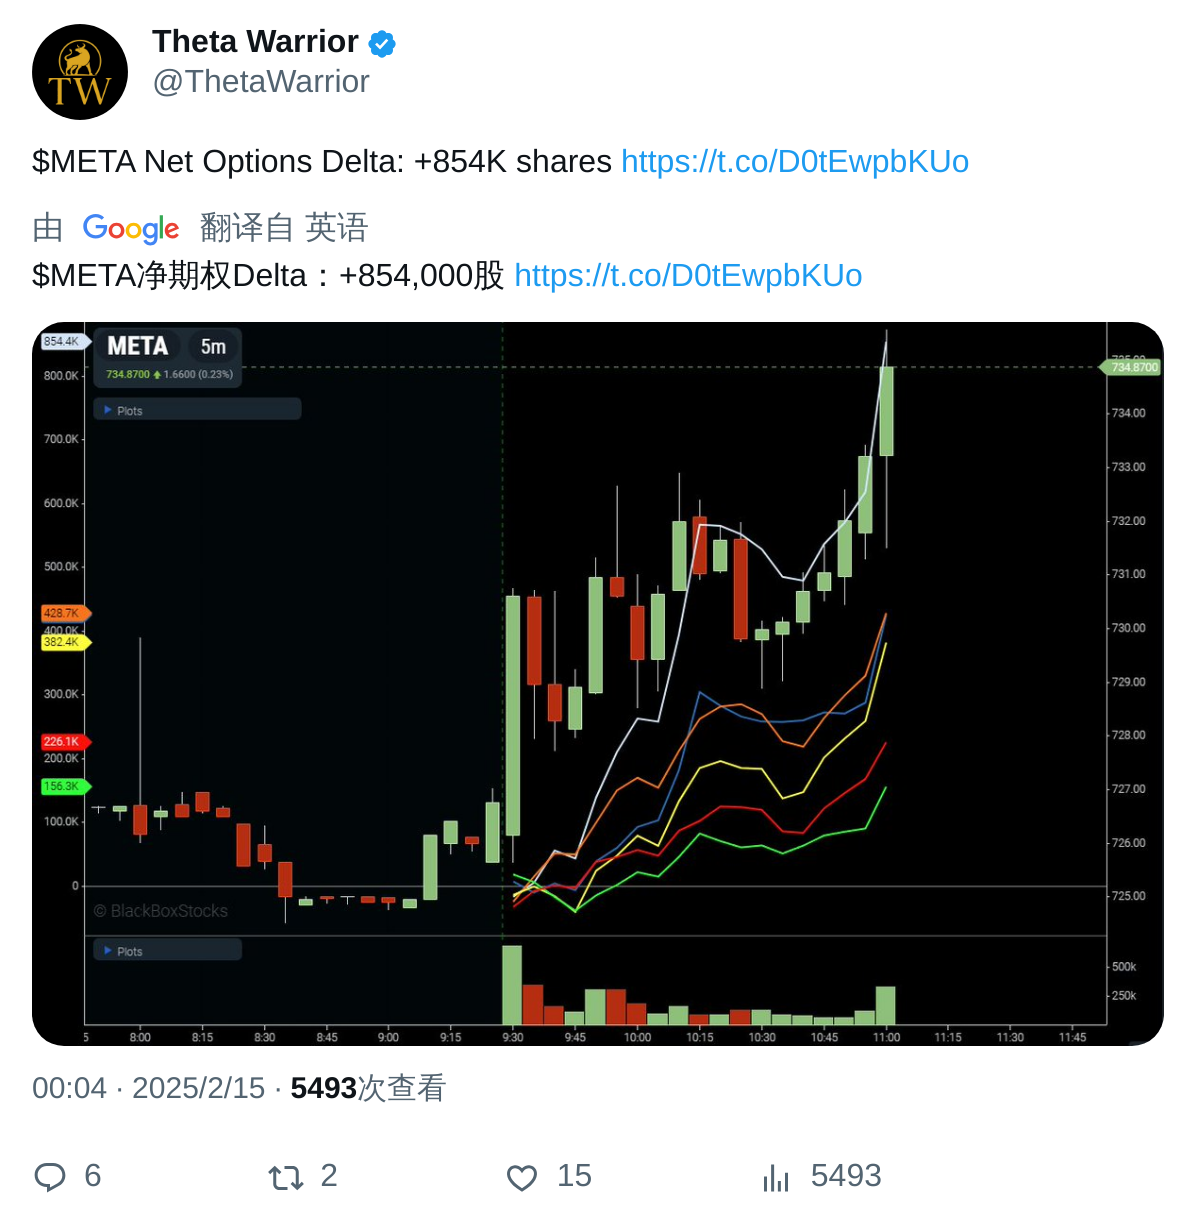 Theta Warrior
@ThetaWarrior
TW
$META Net Options Delta: +854K shares https://t.co/D0tEwpbKUo
由 Google 翻译自 英语
$META净期权Delta：+854,000股 https://t.co/D0tEwpbKUo
META 5m
734.8700 1.6600 (0.23%)
Plots
854.4K
800.0K
700.0K
600.0K
500.0K
428.7K
400.0K
382.4K
300.0K
226.1K
200.0K
156.3K
100.0K
0
735.00
734.8700
734.00
733.00
732.00
731.00
730.00
729.00
728.00
727.00
726.00
725.00
© BlackBoxStocks
Plots
500k
250k
5 8:00 8:15 8:30 8:45 9:00 9:15 9:30 9:45 10:00 10:15 10:30 10:45 11:00 11:15 11:30 11:45
00:04 · 2025/2/15 · 5493次查看
6 2 15 5493